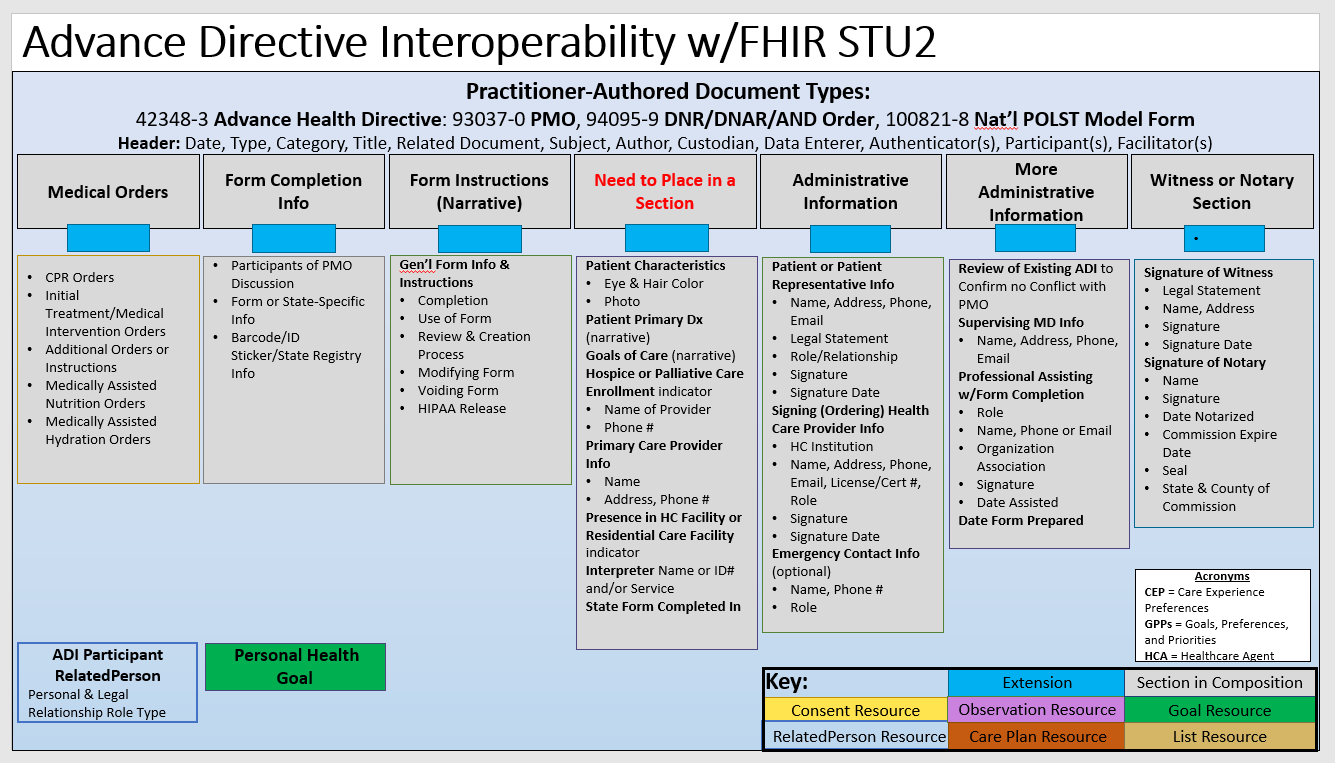 Advance Directive Interoperability w/FHIR STU2
Practitioner-Authored Document Types:
42348-3 Advance Health Directive: 93037-0 PMO, 94095-9 DNR/DNAR/AND Order, 100821-8 Nat’l POLST Model Form
Header: Date, Type, Category, Title, Related Document, Subject, Author, Custodian, Data Enterer, Authenticator(s), Participant(s), Facilitator(s)
Medical Orders
• CPR Orders
• Initial
Treatment/Medical
Intervention Orders
• Additional Orders or
Instructions
• Medically Assisted
Nutrition Orders
• Medically Assisted
Hydration Orders
Form Completion
Info
• Participants of PMO
Discussion
• Form or State-Specific
Info
• Barcode/ID
Sticker/State Registry
Info
Form Instructions
(Narrative)
Gen’l Form Info &
Instructions
• Completion
• Use of Form
• Review & Creation
Process
• Modifying Form
• Voiding Form
• HIPAA Release
Need to Place in a
Section
Patient Characteristics
• Eye & Hair Color
• Photo
Patient Primary Dx
(narrative)
Goals of Care (narrative)
Hospice or Palliative Care
Enrollment indicator
• Name of Provider
• Phone #
Primary Care Provider
Info
• Name
• Address, Phone #
Presence in HC Facility or
Residential Care Facility
indicator
Interpreter Name or ID#
and/or Service
State Form Completed In
Administrative
Information
Patient or Patient
Representative Info
• Name, Address, Phone,
Email
• Legal Statement
• Role/Relationship
• Signature
• Signature Date
Signing (Ordering) Health
Care Provider Info
• HC Institution
• Name, Address, Phone,
Email, License/Cert #,
Role
• Signature
• Signature Date
Emergency Contact Info
(optional)
• Name, Phone #
• Role
More
Administrative
Information
Review of Existing ADI to
Confirm no Conflict with
PMO
Supervising MD Info
• Name, Address, Phone,
Email
Professional Assisting
w/Form Completion
• Role
• Name, Phone or Email
• Organization
Association
• Signature
• Date Assisted
Date Form Prepared
Witness or Notary
Section
•
Signature of Witness
• Legal Statement
• Name, Address
• Signature
• Signature Date
Signature of Notary
• Name
• Signature
• Date Notarized
• Commission Expire
Date
• Seal
• State & County of
Commission
Acronyms
CEP = Care Experience
Preferences
GPPs = Goals, Preferences,
and Priorities
HCA = Healthcare Agent
ADI Participant
RelatedPerson
Personal & Legal
Relationship Role Type
Personal Health
Goal
Key:
Extension
Section in Composition
Consent Resource
Observation Resource
Goal Resource
RelatedPerson Resource
Care Plan Resource
List Resource